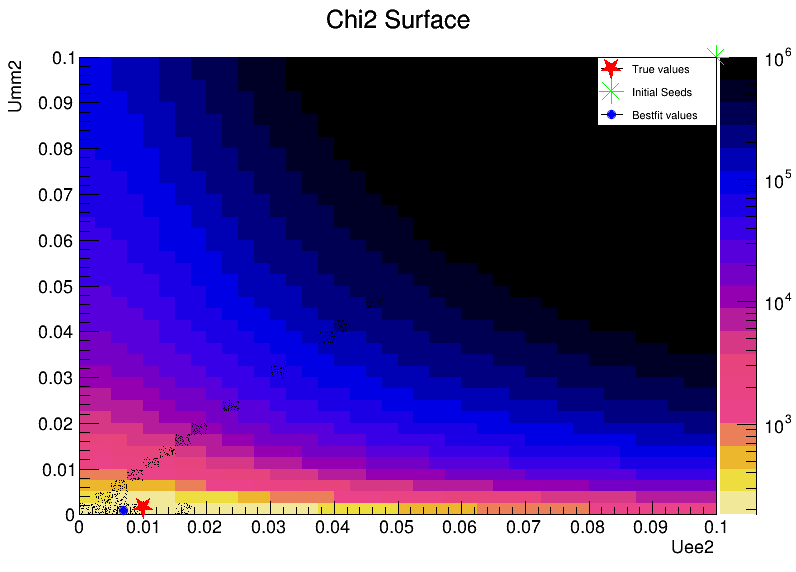 Chi2 Surface
Umm2
0.1
0.09
0.08
0.07
0.06
0.05
0.04
0.03
0.02
0.01
0
0 0.01 0.02 0.03 0.04 0.05 0.06 0.07 0.08 0.09 0.1
Uee2
True values
Initial Seeds
Bestfit values
10^6
10^5
10^4
10^3